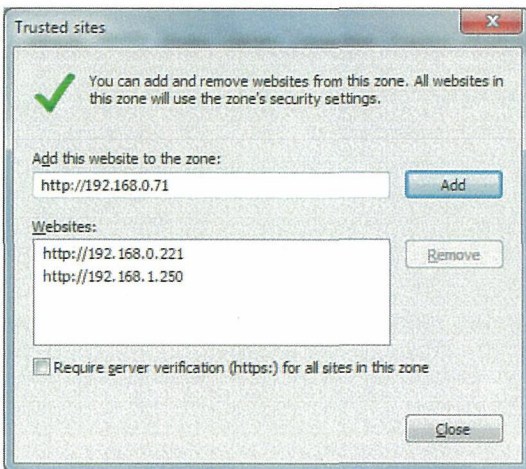 Trusted sites
You can add and remove websites from this zone. All websites in
this zone will use the zone's security settings.
Add this website to the zone:
http://192.168.0.71
Add
Websites:
http://192.168.0.221
http://192.168.1.250
Remove
Require server verification (https:) for all sites in this zone
Close